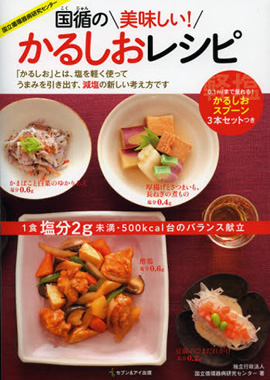 国立循環器病研究センター
こく じゅん
国循の\美味しい!/
かるしおレシピ
「かるしお」とは、塩を軽く使って
うまみを引き出す、減塩の新しい考え方です
0.1mlまで量れる!
かるしお
スプーン
3本セットつき
かまぼこと白菜のゆかりあえ
塩分0.6g
厚揚げとさつまいも、
長ねぎの煮もの
塩分0.4g
1食塩分2g未満・500kcal台のバランス献立
酢鶏
塩分0.6g
塩分0.2g
セブン&アイ出版
独立行政法人
国立循環器病研究センター 著